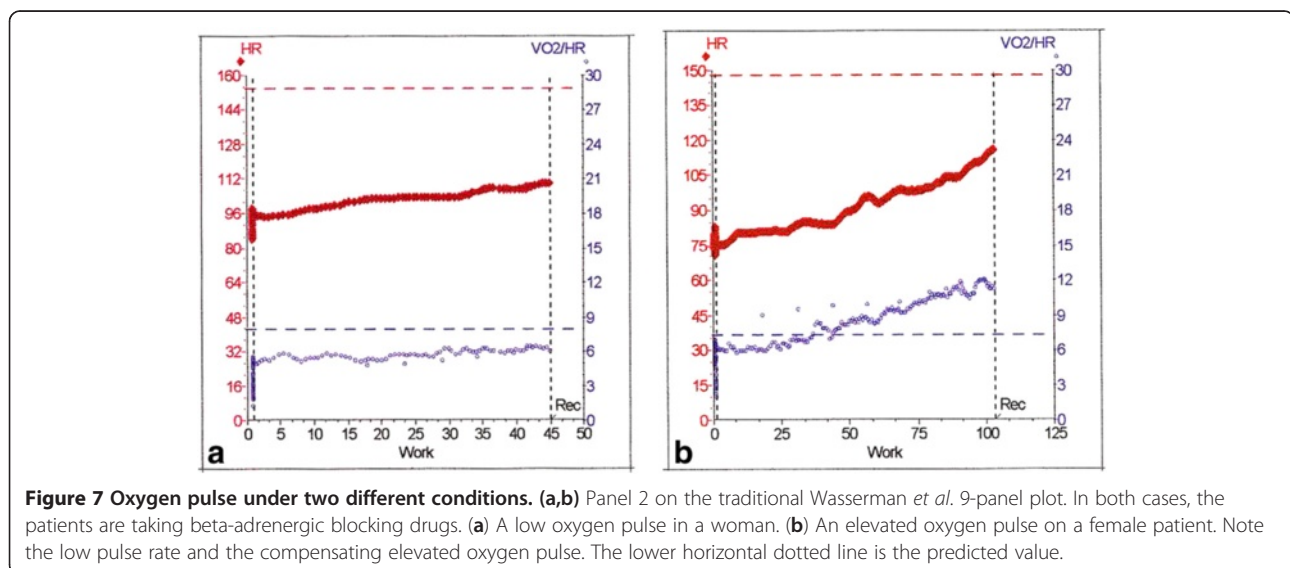 HR VO2/HR
160 30
144 27
128 24
112 21
96 18
80 15
64 12
48 9
32 6
16 3
0 0
Rec
0 5 10 15 20 25 30 35 40 45 50
a Work
HR VO2/HR
150 30
135 27
120 24
105 21
90 18
75 15
60 12
45 9
30 6
15 3
0 0
Rec
0 25 50 75 100 125
b Work
Figure 7 Oxygen pulse under two different conditions. (a,b) Panel 2 on the traditional Wasserman et al. 9-panel plot. In both cases, the
patients are taking beta-adrenergic blocking drugs. (a) A low oxygen pulse in a woman. (b) An elevated oxygen pulse on a female patient. Note
the low pulse rate and the compensating elevated oxygen pulse. The lower horizontal dotted line is the predicted value.